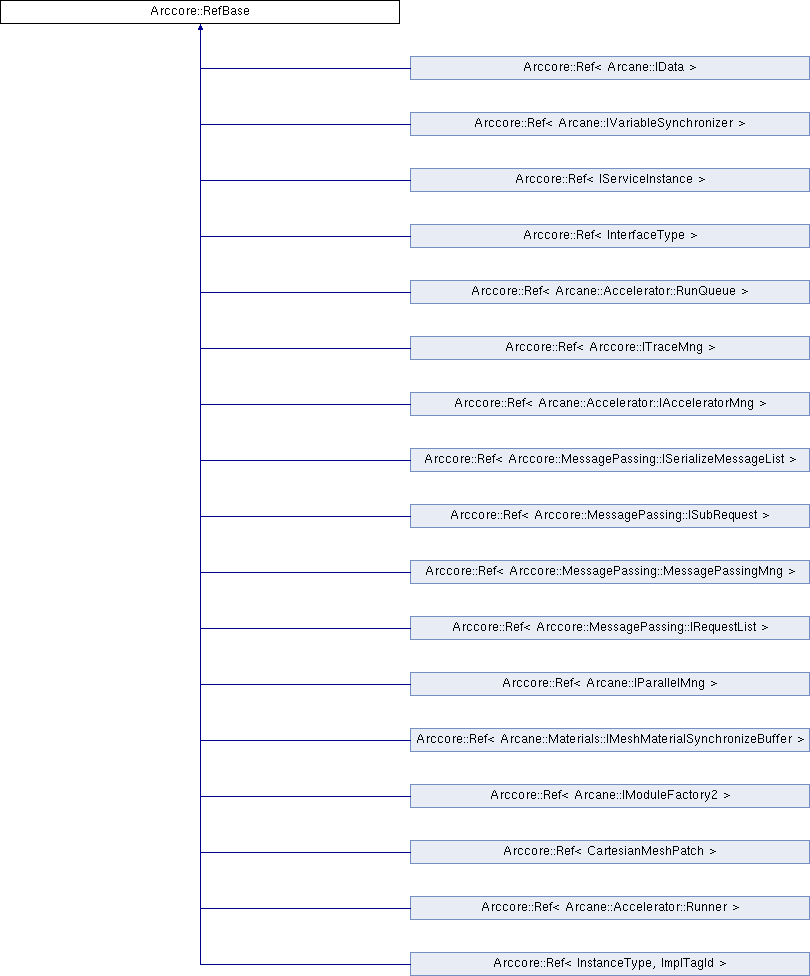 Arccore::RefBase
Arccore::Ref< Arcane::IData >
Arccore::Ref< Arcane::IVariableSynchronizer >
Arccore::Ref< IServiceInstance >
Arccore::Ref< InterfaceType >
Arccore::Ref< Arcane::Accelerator::RunQueue >
Arccore::Ref< Arccore::ITraceMng >
Arccore::Ref< Arcane::Accelerator::IAcceleratorMng >
Arccore::Ref< Arccore::MessagePassing::ISerializeMessageList >
Arccore::Ref< Arccore::MessagePassing::ISubRequest >
Arccore::Ref< Arccore::MessagePassing::MessagePassingMng >
Arccore::Ref< Arccore::MessagePassing::IRequestList >
Arccore::Ref< Arcane::IParallelMng >
Arccore::Ref< Arcane::Materials::IMeshMaterialSynchronizeBuffer >
Arccore::Ref< Arcane::IModuleFactory2 >
Arccore::Ref< CartesianMeshPatch >
Arccore::Ref< Arcane::Accelerator::Runner >
Arccore::Ref< InstanceType, ImplTagId >